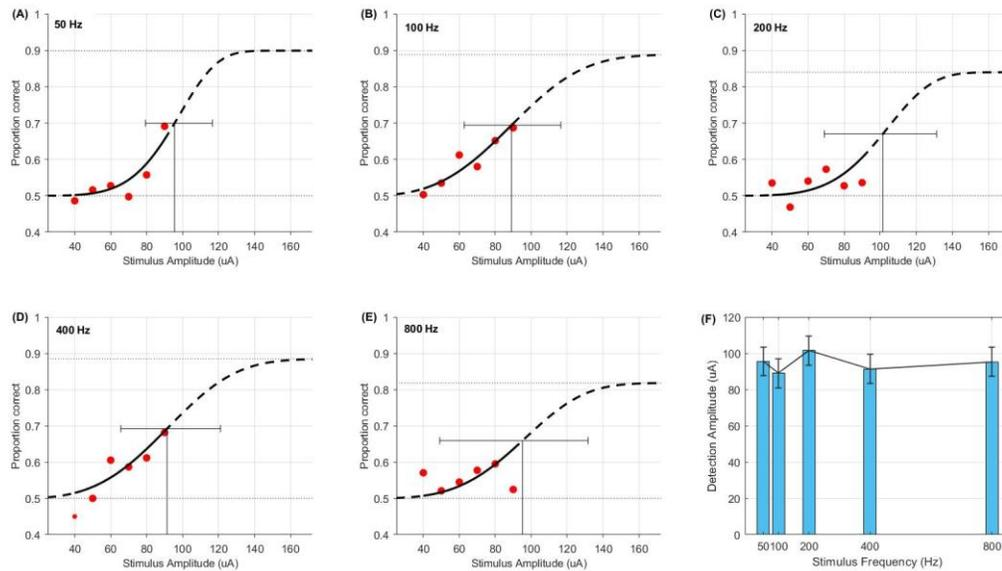 (A)
50 Hz
1
0.9
0.8
0.7
0.6
0.5
0.4
Proportion correct
40 60 80 100 120 140 160
Stimulus Amplitude (uA)
(B)
100 Hz
1
0.9
0.8
0.7
0.6
0.5
0.4
Proportion correct
40 60 80 100 120 140 160
Stimulus Amplitude (uA)
(C)
200 Hz
1
0.9
0.8
0.7
0.6
0.5
0.4
Proportion correct
40 60 80 100 120 140 160
Stimulus Amplitude (uA)
(D)
400 Hz
1
0.9
0.8
0.7
0.6
0.5
0.4
Proportion correct
40 60 80 100 120 140 160
Stimulus Amplitude (uA)
(E)
800 Hz
1
0.9
0.8
0.7
0.6
0.5
0.4
Proportion correct
40 60 80 100 120 140 160
Stimulus Amplitude (uA)
(F)
120
100
80
60
40
20
0
Detection Amplitude (uA)
50 100 200 400 800
Stimulus Frequency (Hz)